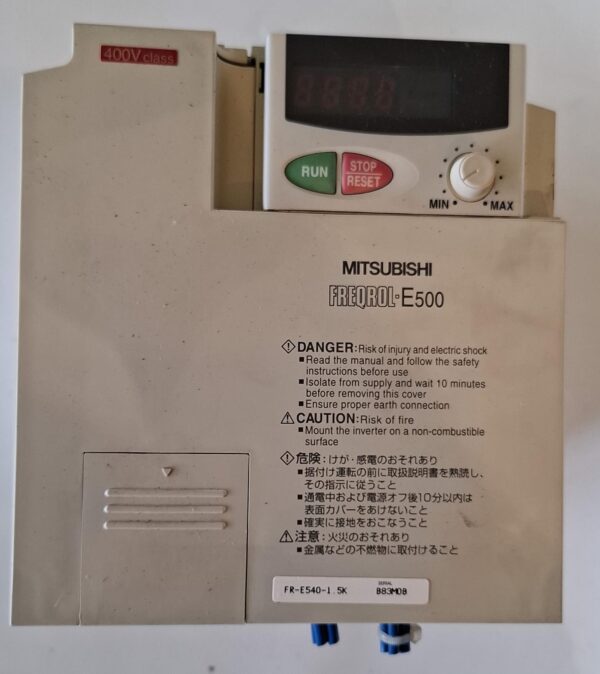 400V class
RUN
STOP
RESET
MIN MAX
MITSUBISHI
FREQROL-E500
DANGER:Risk of injury and electric shock
■Read the manual and follow the safety
instructions before use
■Isolate from supply and wait 10 minutes
before removing this cover
■Ensure proper earth connection
CAUTION:Risk of fire
■Mount the inverter on a non-combustible
surface
危険:けが・感電のおそれあり
■据付け運転の前に取扱説明書を熟読し、
その指示に従うこと
■通電中および電源オフ後10分以内は
表面カバーをあけないこと
■確実に接地をおこなうこと
注意:火災のおそれあり
■金属などの不燃物に取付けること
SERIAL
FR-E540-1.5K B83M0B